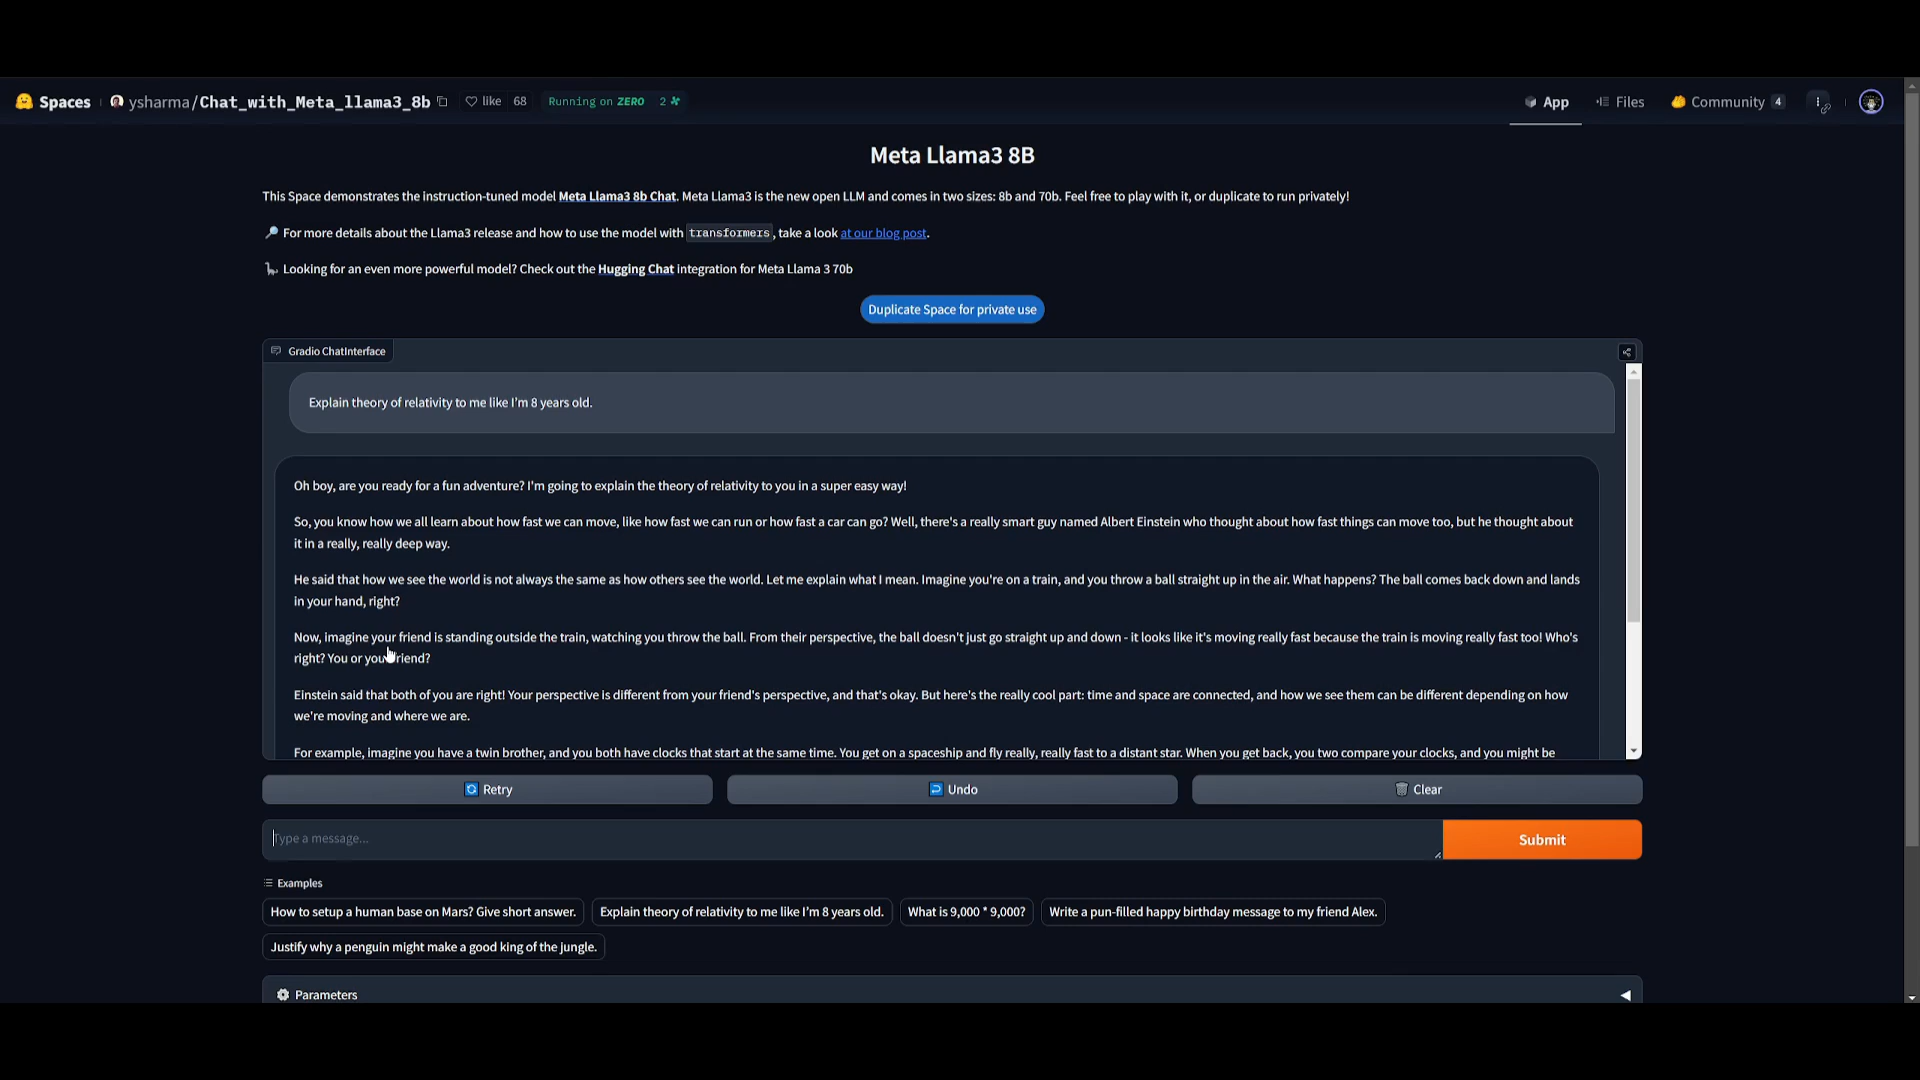 Spaces ysharma/Chat_with_Meta_llama3_8b like 68 Running on ZERO 2 App Files Community 4
Meta Llama3 8B
This Space demonstrates the instruction-tuned model Meta Llama3 8b Chat. Meta Llama3 is the new open LLM and comes in two sizes: 8b and 70b. Feel free to play with it, or duplicate to run privately!
🔎 For more details about the Llama3 release and how to use the model with transformers, take a look at our blog post.
🦕 Looking for an even more powerful model? Check out the Hugging Chat integration for Meta Llama 3 70b
Duplicate Space for private use
Gradio ChatInterface
Explain theory of relativity to me like I'm 8 years old.
Oh boy, are you ready for a fun adventure? I'm going to explain the theory of relativity to you in a super easy way!
So, you know how we all learn about how fast we can move, like how fast we can run or how fast a car can go? Well, there's a really smart guy named Albert Einstein who thought about how fast things can move too, but he thought about
it in a really, really deep way.
He said that how we see the world is not always the same as how others see the world. Let me explain what I mean. Imagine you're on a train, and you throw a ball straight up in the air. What happens? The ball comes back down and lands
in your hand, right?
Now, imagine your friend is standing outside the train, watching you throw the ball. From their perspective, the ball doesn't just go straight up and down - it looks like it's moving really fast because the train is moving really fast too! Who's
right? You or your friend?
Einstein said that both of you are right! Your perspective is different from your friend's perspective, and that's okay. But here's the really cool part: time and space are connected, and how we see them can be different depending on how
we're moving and where we are.
For example, imagine you have a twin brother, and you both have clocks that start at the same time. You get on a spaceship and fly really, really fast to a distant star. When you get back, you two compare your clocks, and you might be
Retry Undo Clear
Type a message... Submit
Examples
How to setup a human base on Mars? Give short answer. Explain theory of relativity to me like I'm 8 years old. What is 9,000 * 9,000? Write a pun-filled happy birthday message to my friend Alex.
Justify why a penguin might make a good king of the jungle.
Parameters